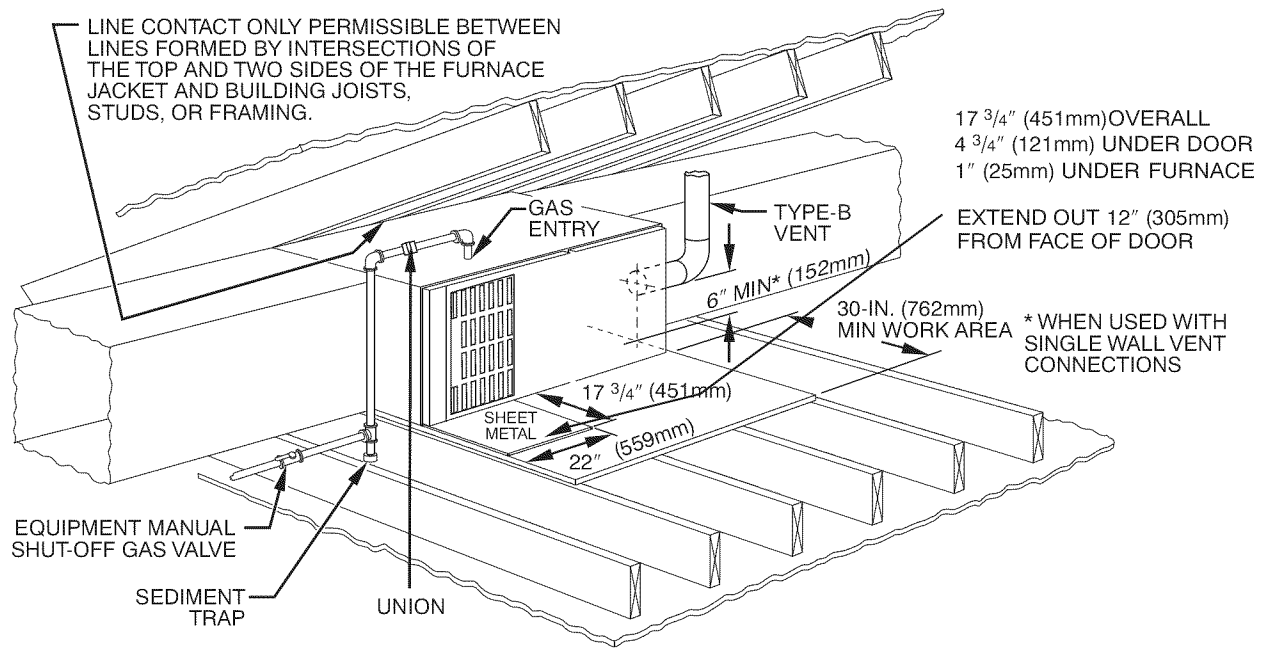 LINE CONTACT ONLY PERMISSIBLE BETWEEN
LINES FORMED BY INTERSECTIONS OF
THE TOP AND TWO SIDES OF THE FURNACE
JACKET AND BUILDING JOISTS,
STUDS, OR FRAMING.
17 3/4″ (451mm)OVERALL
4 3/4″ (121mm) UNDER DOOR
1″ (25mm) UNDER FURNACE
GAS
ENTRY
TYPE-B
VENT
EXTEND OUT 12″ (305mm)
FROM FACE OF DOOR
6″ MIN* (152mm)
30-IN. (762mm)
MIN WORK AREA
* WHEN USED WITH
SINGLE WALL VENT
CONNECTIONS
17 3/4″ (451mm)
SHEET
METAL
22″ (559mm)
EQUIPMENT MANUAL
SHUT-OFF GAS VALVE
SEDIMENT
TRAP
UNION